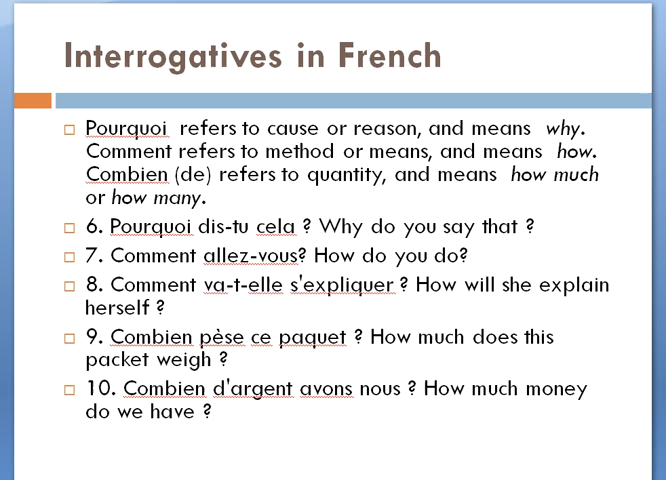 Interrogatives in French
Pourquoi refers to cause or reason, and means why.
Comment refers to method or means, and means how.
Combien (de) refers to quantity, and means how much
or how many.
6. Pourquoi dis-tu cela ? Why do you say that ?
7. Comment allez-vous? How do you do?
8. Comment va-t-elle s'expliquer ? How will she explain
herself ?
9. Combien pèse ce paquet ? How much does this
packet weigh ?
10. Combien d'argent avons nous ? How much money
do we have ?